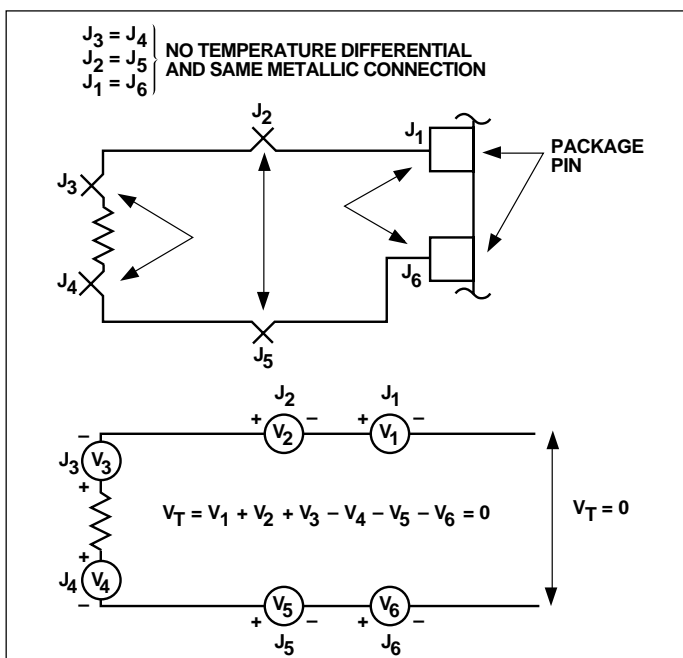 J3 = J4
J2 = J5
J1 = J6
NO TEMPERATURE DIFFERENTIAL
AND SAME METALLIC CONNECTION
J2
J1
PACKAGE
PIN
J3
J4
J6
J5
J2
J1
+ V2 −
+ V1 −
−
J3 V3
+
VT = V1 + V2 + V3 − V4 − V5 − V6 = 0
VT = 0
+
J4 V4
−
+ V5 −
+ V6 −
J5
J6